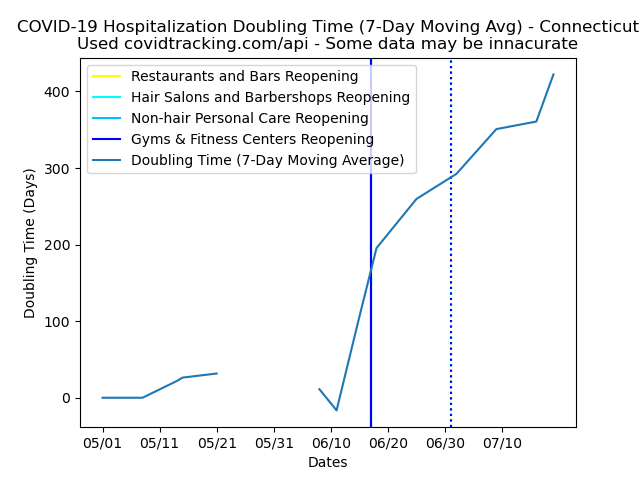 COVID-19 Hospitalization Doubling Time (7-Day Moving Avg) - Connecticut
Used covidtracking.com/api - Some data may be innacurate
Restaurants and Bars Reopening
Hair Salons and Barbershops Reopening
Non-hair Personal Care Reopening
Gyms & Fitness Centers Reopening
Doubling Time (7-Day Moving Average)
Doubling Time (Days)
400
300
200
100
0
05/01 05/11 05/21 05/31 06/10 06/20 06/30 07/10
Dates